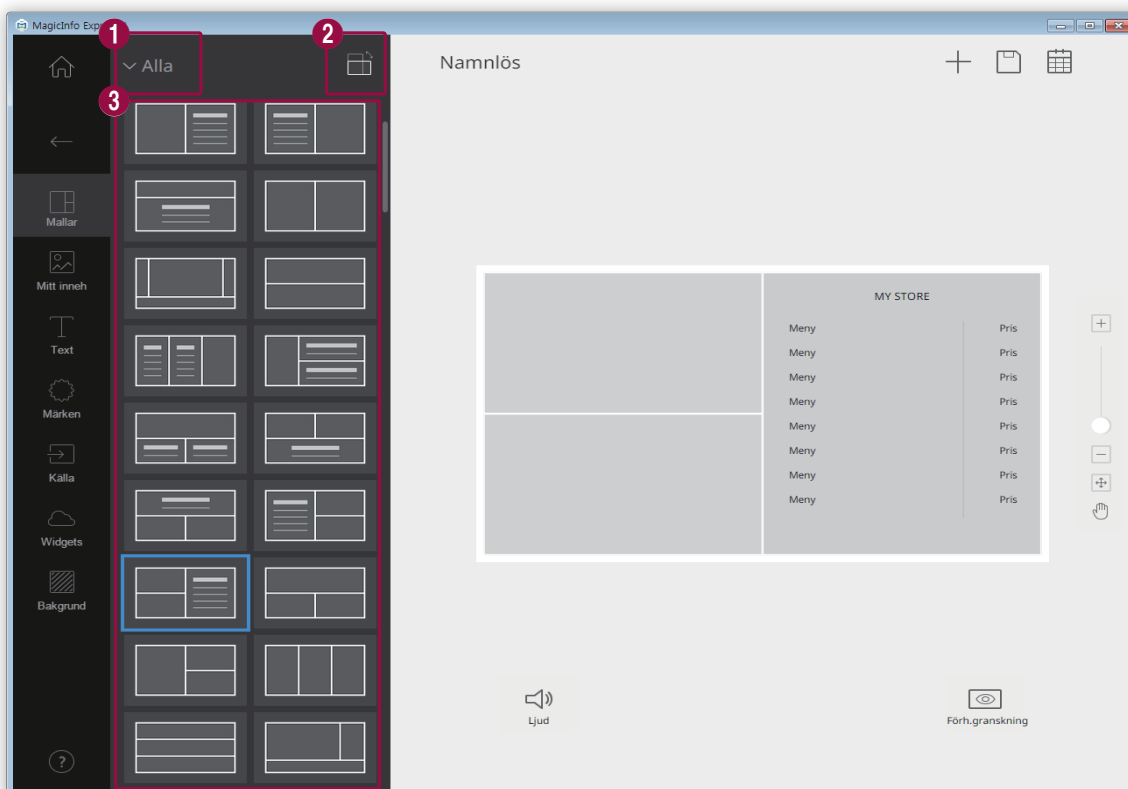 MagicInfo Exp
1
2
Alla
Namnlös
3
Mallar
Mitt inneh
Text
Märken
Källa
Widgets
Bakgrund
?
MY STORE
Meny Pris
Meny Pris
Meny Pris
Meny Pris
Meny Pris
Meny Pris
Meny Pris
Meny Pris
Ljud
Förh.granskning